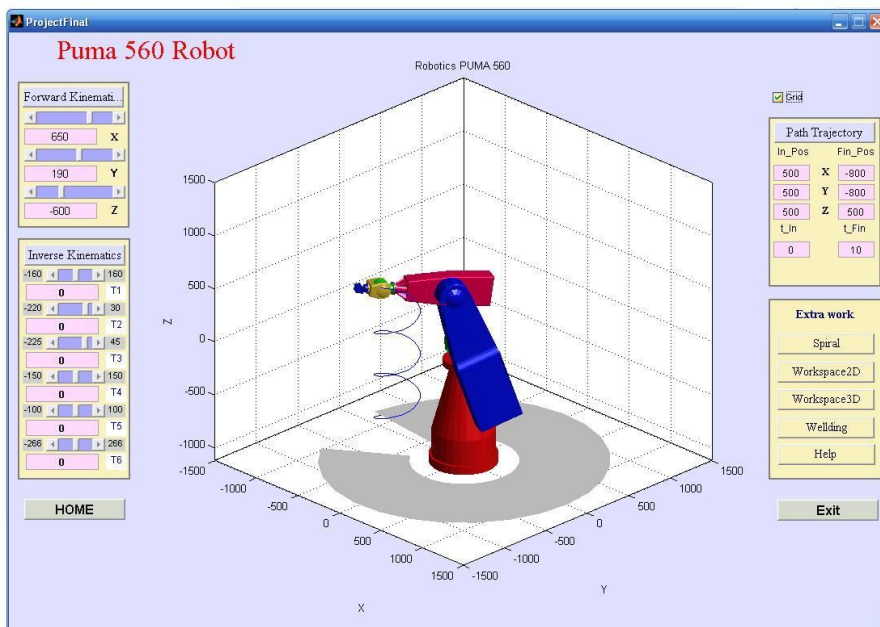 ProjectFinal
Puma 560 Robot
Forward Kinemati...
650 X
190 Y
-600 Z
Inverse Kinematics
-160 160
0 T1
-220 30
0 T2
-225 45
0 T3
-150 150
0 T4
-100 100
0 T5
-266 266
0 T6
HOME
Robotics PUMA 560
1500
1000
500
0
-500
-1000
-1500
Z
-1500
-1000
-500
0
500
1000
1500
X
-1500
-1000
-500
0
500
1000
1500
Y
Grid
Path Trajectory
In_Pos Fin_Pos
500 X -800
500 Y -800
500 Z 500
t_In t_Fin
0 10
Extra work
Spiral
Workspace2D
Workspace3D
Wellding
Help
Exit